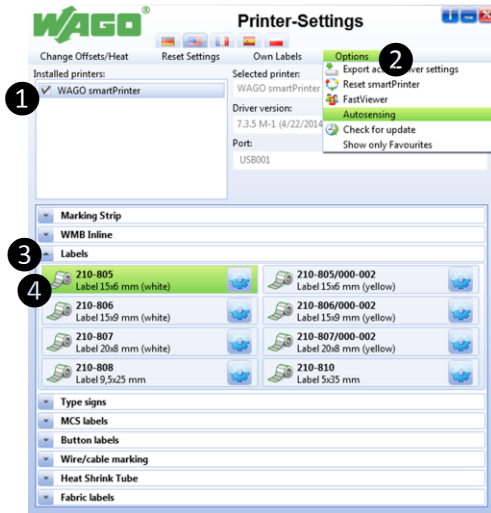 WAGO®
Printer-Settings
Change Offsets/Heat Reset Settings Own Labels Options
2
Installed printers:
Selected printer:
1
WAGO smartPrinter
WAGO smartPrinter
Driver version:
7.3.5 M-1 (4/22/2014
Port:
USB001
Export
settings
Reset smartPrinter
FastViewer
Autosensing
Check for update
Show only Favourites
Marking Strip
WMB Inline
3
Labels
4
210-805
Label 15x6 mm (white)
210-805/000-002
Label 15x6 mm (yellow)
210-806
Label 15x9 mm (white)
210-806/000-002
Label 15x9 mm (yellow)
210-807
Label 20x8 mm (white)
210-807/000-002
Label 20x8 mm (yellow)
210-808
Label 9,5x25 mm
210-810
Label 5x35 mm
Type signs
MCS labels
Button labels
Wire/cable marking
Heat Shrink Tube
Fabric labels